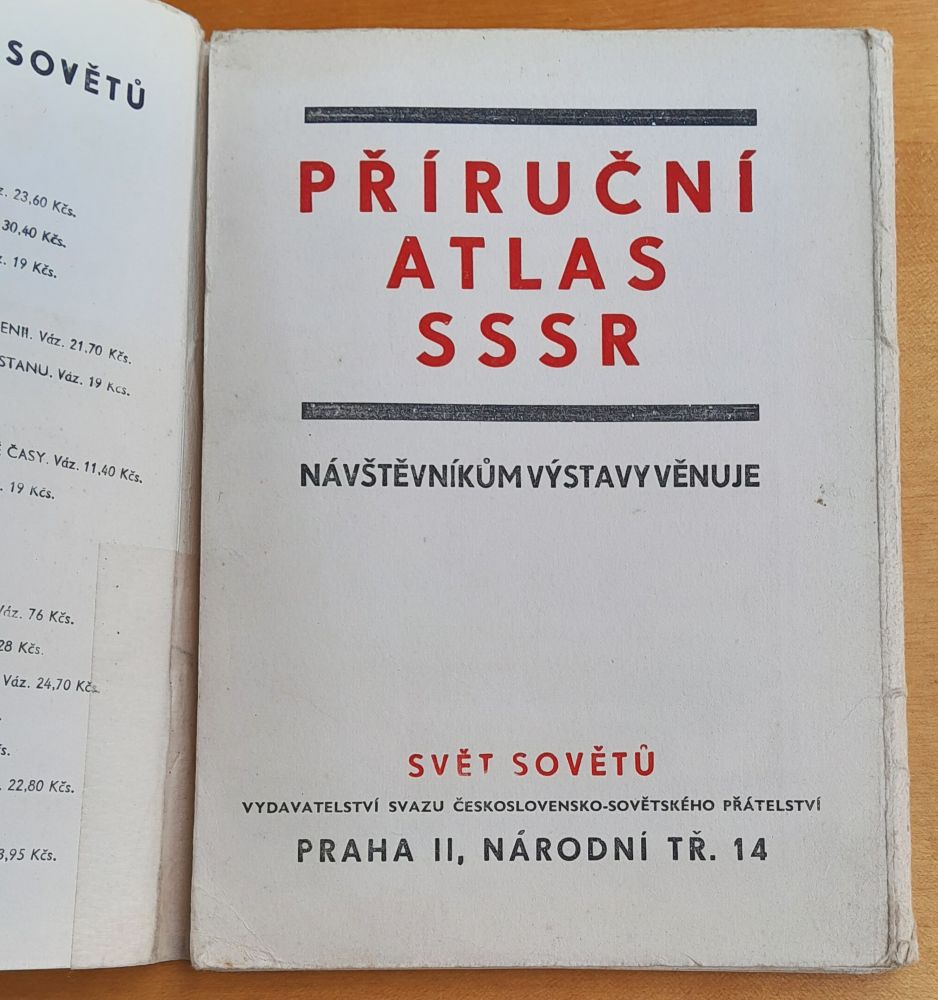 SOVĚTŮ
23,60 Kčs.
30,40 Kčs.
19 Kčs.
Váz. 21,70 Kčs.
STANU. Váz. 19 Kčs.
ČASY. Váz. 11,40 Kčs.
19 Kčs.
Váz. 76 Kčs.
28 Kčs.
Váz. 24,70 Kčs.
22,80 Kčs.
3,95 Kčs.
PŘÍRUČNÍ
ATLAS
SSSR
NÁVŠTĚVNÍKŮM VÝSTAVY VĚNUJE
SVĚT SOVĚTŮ
VYDAVATELSTVÍ SVAZU ČESKOSLOVENSKO-SOVĚTSKÉHO PŘÁTELSTVÍ
PRAHA II, NÁRODNÍ TŘ. 14